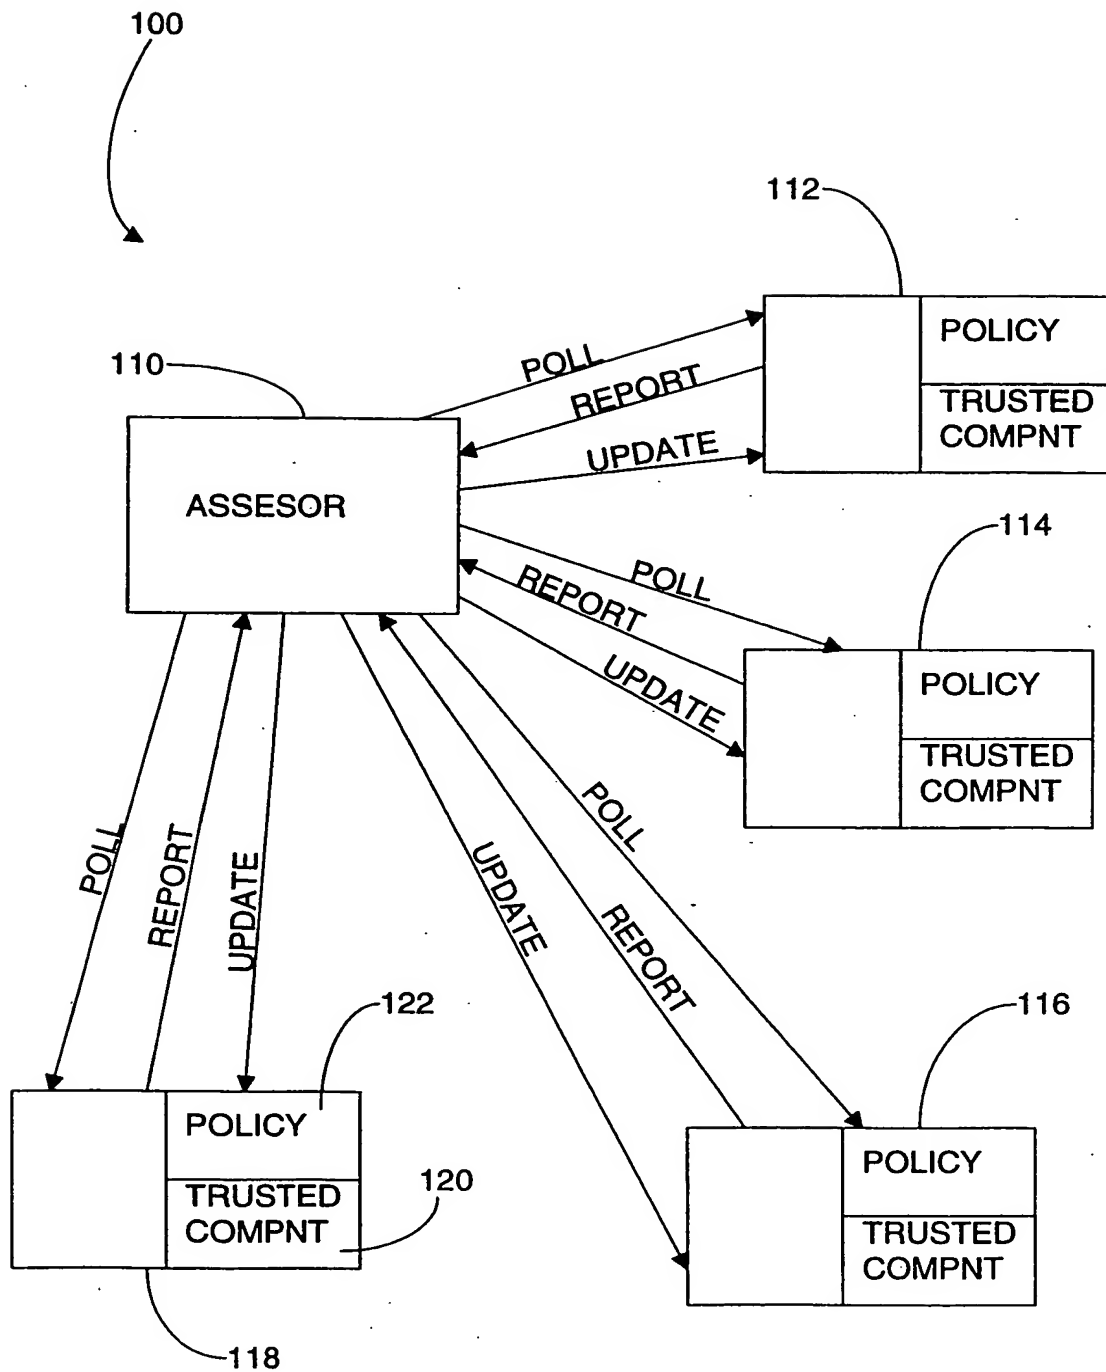 100
112
POLICY
TRUSTED
COMPNT
110
ASSESOR
POLL
REPORT
UPDATE
114
POLL
REPORT
UPDATE
POLICY
TRUSTED
COMPNT
POLL
REPORT
UPDATE
UPDATE
REPORT
POLL
122
POLICY
TRUSTED
COMPNT
120
118
116
POLICY
TRUSTED
COMPNT